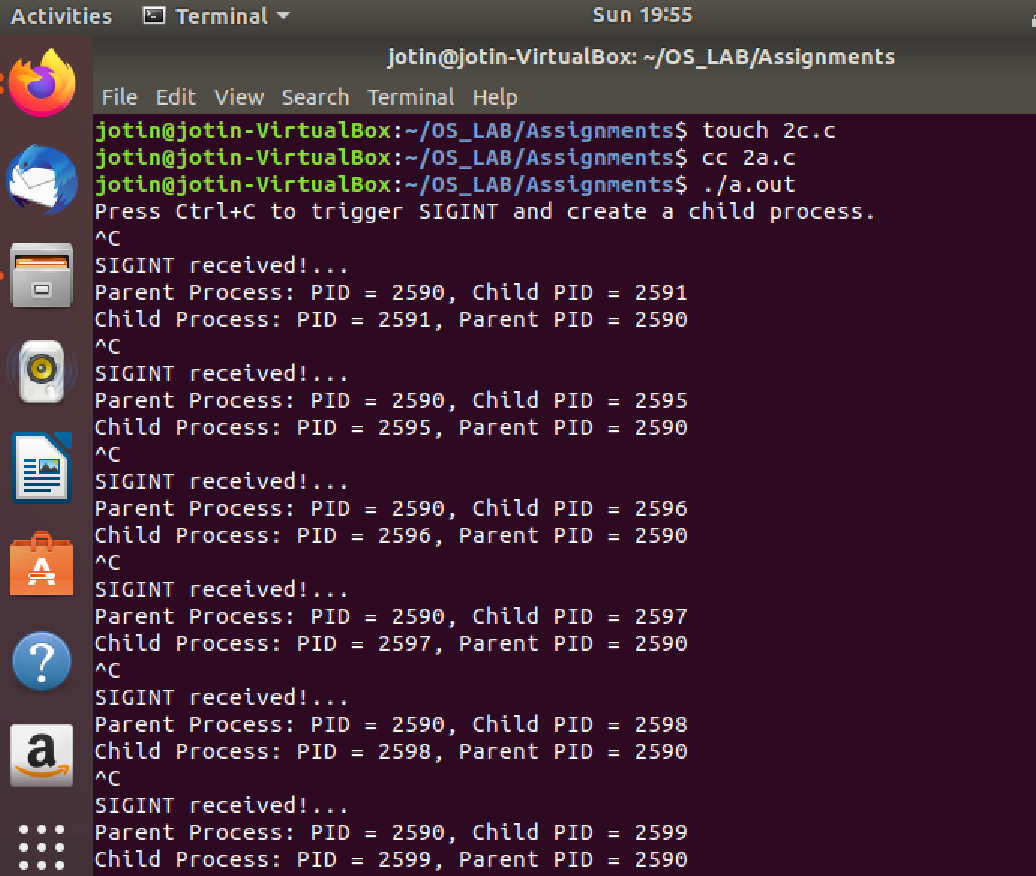 Activities Terminal Sun 19:55
jotin@jotin-VirtualBox: ~/OS_LAB/Assignments
File Edit View Search Terminal Help
jotin@jotin-VirtualBox:~/OS_LAB/Assignments$ touch 2c.c
jotin@jotin-VirtualBox:~/OS_LAB/Assignments$ cc 2a.c
jotin@jotin-VirtualBox:~/OS_LAB/Assignments$ ./a.out
Press Ctrl+C to trigger SIGINT and create a child process.
^C
SIGINT received!...
Parent Process: PID = 2590, Child PID = 2591
Child Process: PID = 2591, Parent PID = 2590
^C
SIGINT received!...
Parent Process: PID = 2590, Child PID = 2595
Child Process: PID = 2595, Parent PID = 2590
^C
SIGINT received!...
Parent Process: PID = 2590, Child PID = 2596
Child Process: PID = 2596, Parent PID = 2590
^C
SIGINT received!...
Parent Process: PID = 2590, Child PID = 2597
Child Process: PID = 2597, Parent PID = 2590
^C
SIGINT received!...
Parent Process: PID = 2590, Child PID = 2598
Child Process: PID = 2598, Parent PID = 2590
^C
SIGINT received!...
Parent Process: PID = 2590, Child PID = 2599
Child Process: PID = 2599, Parent PID = 2590